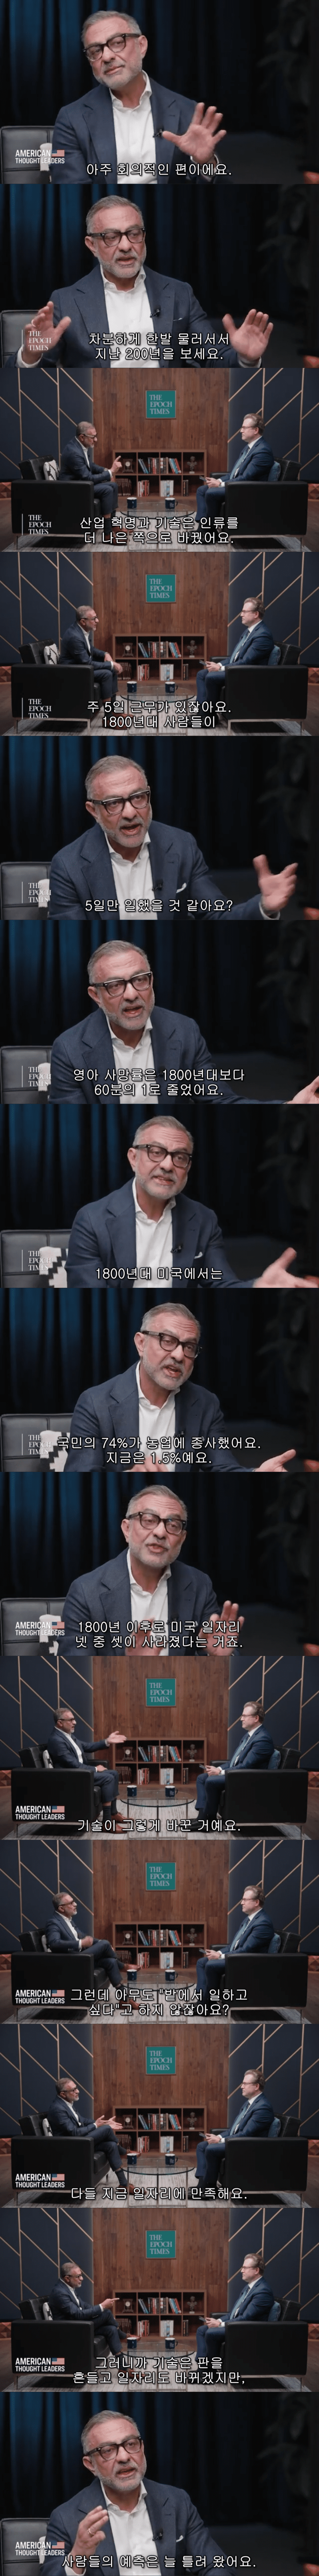 AMERICAN
THOUGHT LEADERS
아주 회의적인 편이에요.
THE
EPOCH
TIMES
차분하게 한발 물러서서
지난 200년을 보세요.
THE
EPOCH
TIMES
THE
EPOCH
TIMES
산업 혁명과 기술은 인류를
더 나은 쪽으로 바꿨어요.
THE
EPOCH
TIMES
THE
EPOCH
TIMES
주 5일 근무가 있잖아요.
1800년대 사람들이
THE
EPOCH
TIMES
5일만 일했을 것 같아요?
THE
EPOCH
TIMES
영아 사망률은 1800년대보다
60분의 1로 줄었어요.
THE
EPOCH
TIMES
1800년대 미국에서는
THE
EPOCH
TIMES
국민의 74%가 농업에 종사했어요.
지금은 1.5%예요.
AMERICAN
THOUGHT LEADERS
1800년 이후로 미국 일자리
넷 중 셋이 사라졌다는 거죠.
THE
EPOCH
TIMES
AMERICAN
THOUGHT LEADERS
기술이 그렇게 바꾼 거예요.
THE
EPOCH
TIMES
AMERICAN
THOUGHT LEADERS
그런데 아무도 "밭에서 일하고
싶다"고 하지 않잖아요?
THE
EPOCH
TIMES
AMERICAN
THOUGHT LEADERS
다들 지금 일자리에 만족해요.
THE
EPOCH
TIMES
AMERICAN
THOUGHT LEADERS
그러니까 기술은 판을
흔들고 일자리도 바뀌겠지만,
AMERICAN
THOUGHT LEADERS
사람들의 예측은 늘 틀려 왔어요.